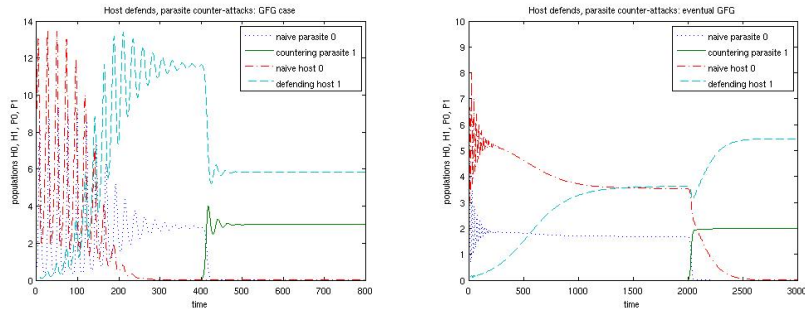 Host defends, parasite counter-attacks: GFG case
14
12
10
8
6
4
2
0
populations H0, H1, P0, P1
naive parasite 0
countering parasite 1
naive host 0
defending host 1
0 100 200 300 400 500 600 700 800
time
Host defends, parasite counter-attacks: eventual GFG
10
9
8
7
6
5
4
3
2
1
0
populations H0, H1, P0, P1
naive parasite 0
countering parasite 1
naive host 0
defending host 1
0 500 1000 1500 2000 2500 3000
time